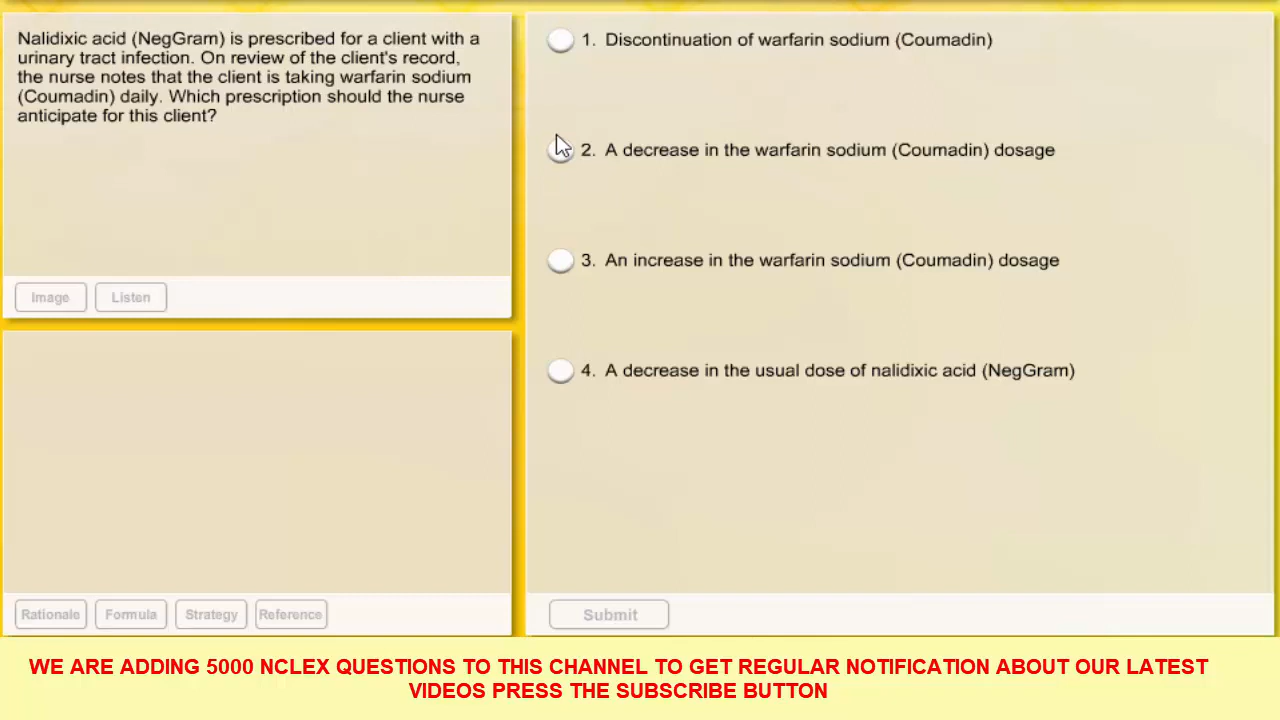 Nalidixic acid (NegGram) is prescribed for a client with a
urinary tract infection. On review of the client's record,
the nurse notes that the client is taking warfarin sodium
(Coumadin) daily. Which prescription should the nurse
anticipate for this client?
Image
Listen
Rationale
Formula
Strategy
Reference
1. Discontinuation of warfarin sodium (Coumadin)
2. A decrease in the warfarin sodium (Coumadin) dosage
3. An increase in the warfarin sodium (Coumadin) dosage
4. A decrease in the usual dose of nalidixic acid (NegGram)
Submit
WE ARE ADDING 5000 NCLEX QUESTIONS TO THIS CHANNEL TO GET REGULAR NOTIFICATION ABOUT OUR LATEST
VIDEOS PRESS THE SUBSCRIBE BUTTON